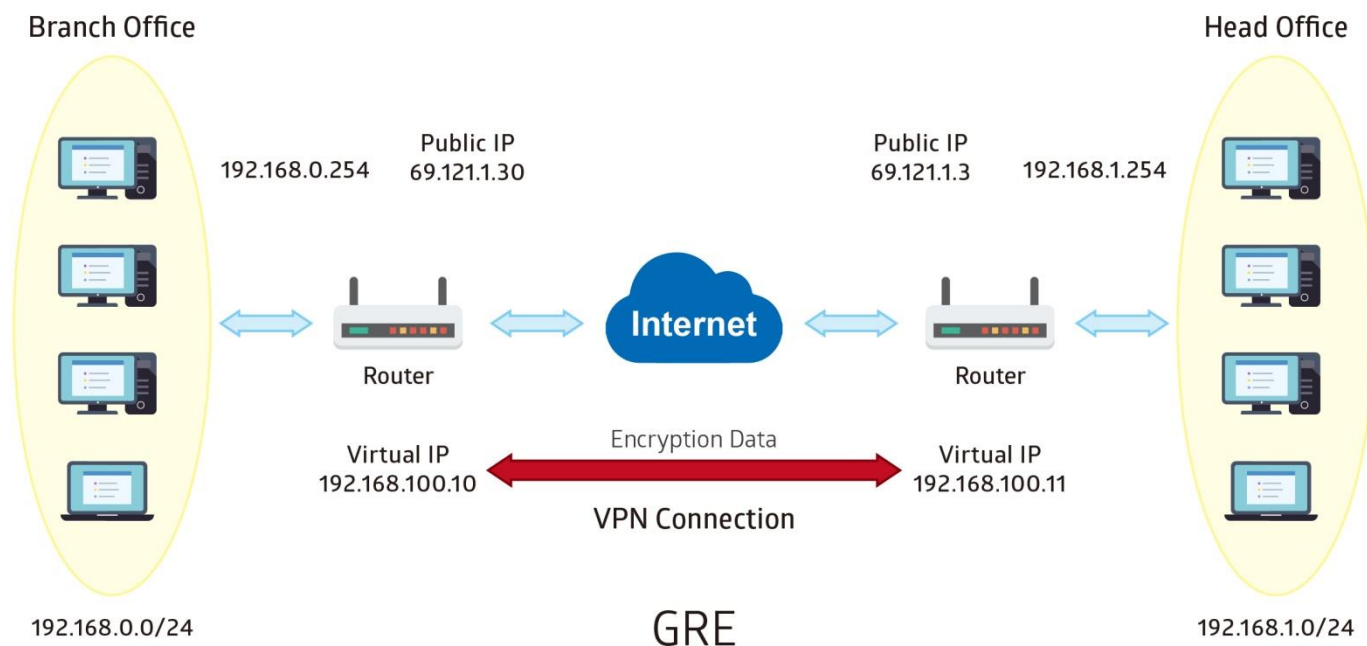 Branch Office
Head Office
Public IP
69.121.1.30
192.168.0.254
Public IP
69.121.1.3
192.168.1.254
Internet
Router
Router
Encryption Data
Virtual IP
192.168.100.10
Virtual IP
192.168.100.11
VPN Connection
192.168.0.0/24
GRE
192.168.1.0/24